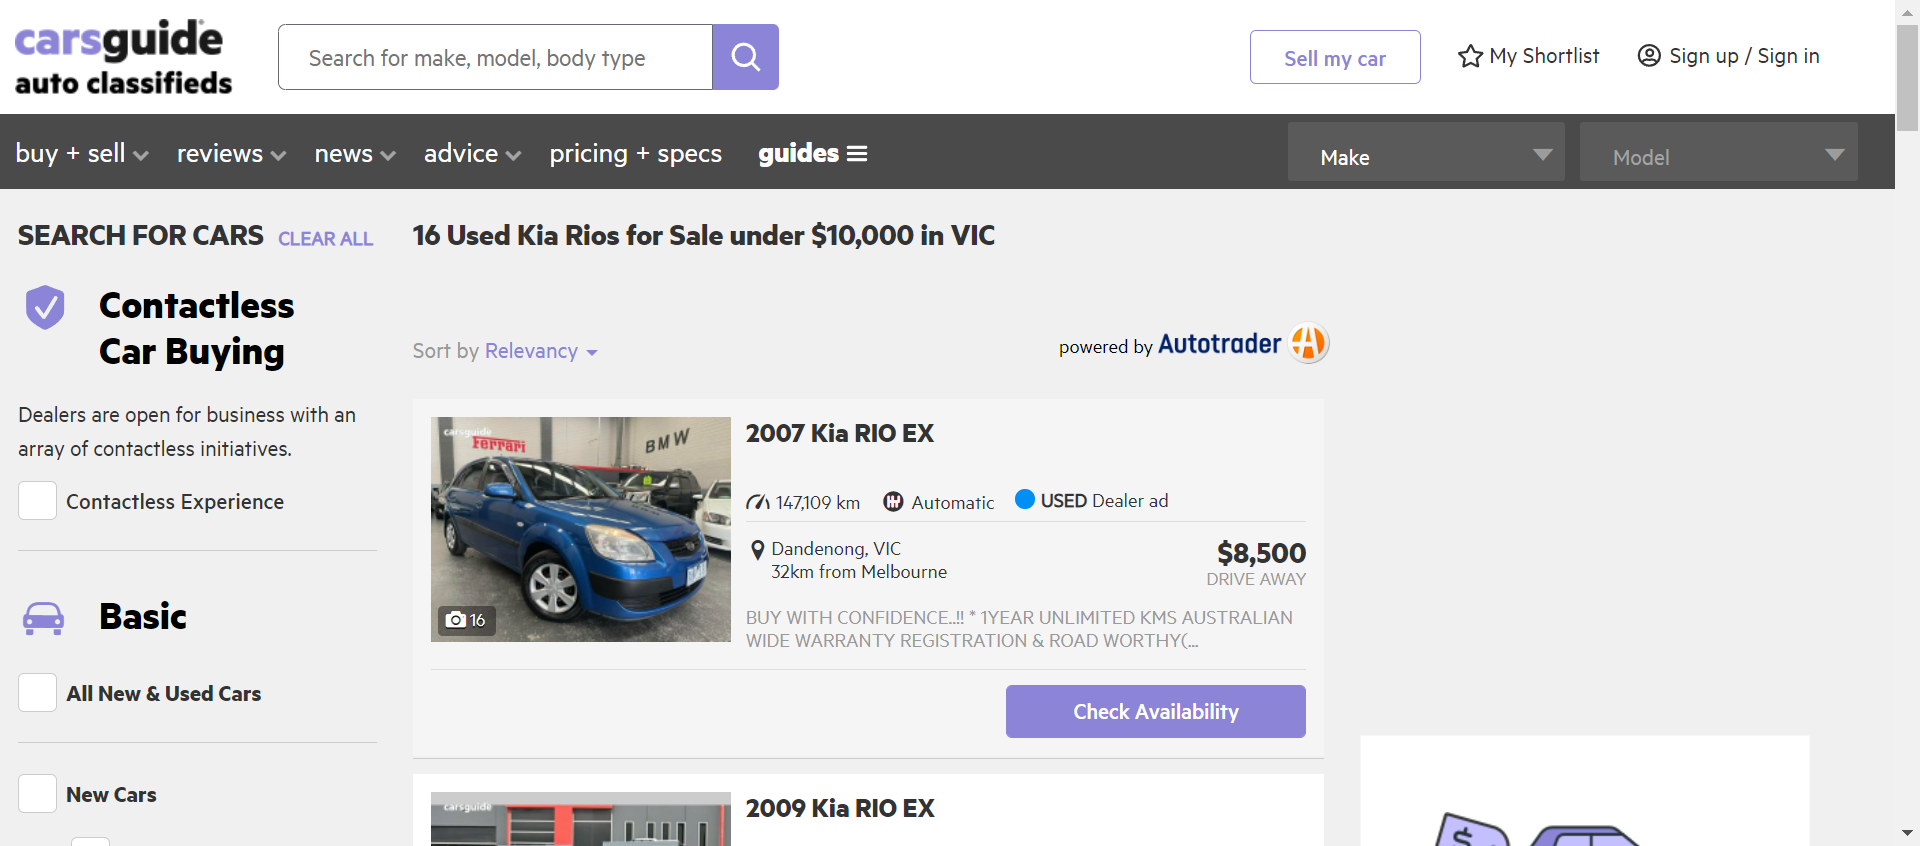 carsguide
auto classifieds
Search for make, model, body type
Sell my car
My Shortlist
Sign up / Sign in
buy + sell
reviews
news
advice
pricing + specs
guides
Make
Model
SEARCH FOR CARS
CLEAR ALL
16 Used Kia Rios for Sale under $10,000 in VIC
Contactless
Car Buying
Dealers are open for business with an
array of contactless initiatives.
Contactless Experience
Basic
All New & Used Cars
New Cars
Sort by Relevancy
powered by Autotrader
carsguide
Ferrari
BMW
16
2007 Kia RIO EX
147,109 km
Automatic
USED Dealer ad
Dandenong, VIC
32km from Melbourne
$8,500
DRIVE AWAY
BUY WITH CONFIDENCE..!! * 1YEAR UNLIMITED KMS AUSTRALIAN
WIDE WARRANTY REGISTRATION & ROAD WORTHY(...
Check Availability
carsguide
2009 Kia RIO EX
$